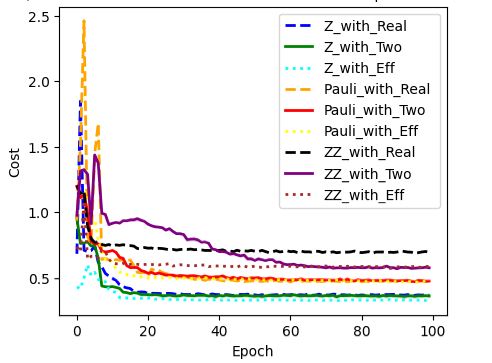 2.5
2.0
1.5
1.0
0.5
Cost
0
20
40
60
80
100
Epoch
Z_with_Real
Z_with_Two
Z_with_Eff
Pauli_with_Real
Pauli_with_Two
Pauli_with_Eff
ZZ_with_Real
ZZ_with_Two
ZZ_with_Eff